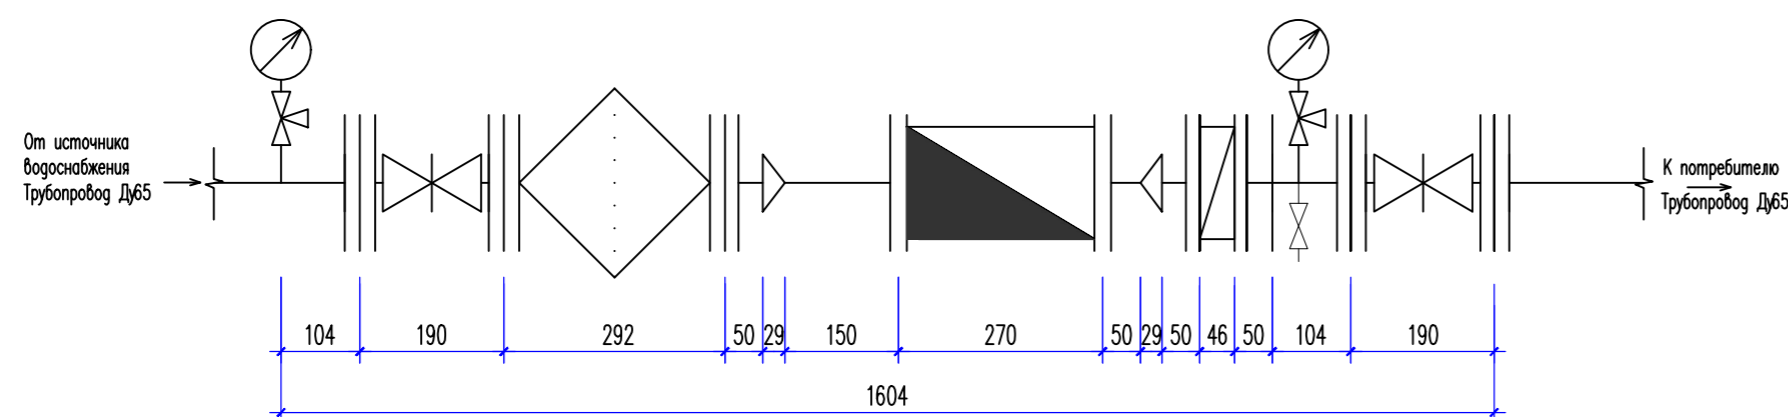 От источника
водоснабжения
Трубопровод Ду65
К потребителю
Трубопровод Ду65
104 190 292 50 29 150 270 50 29 50 46 50 104 190
1604